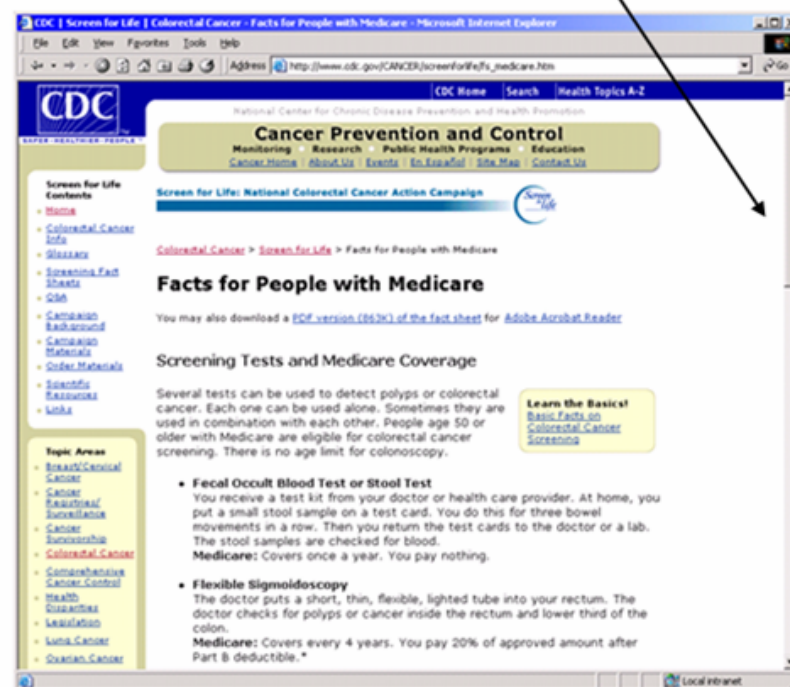 CDC | Screen for Life | Colorectal Cancer - Facts for People with Medicare - Microsoft Internet Explorer
File Edit View Favorites Tools Help
Address http://www.cdc.gov/CANCER/screenforlife/fs_medicare.htm Go
CDC Home Search Health Topics A-Z
CDC
SAFER · HEALTHIER · PEOPLE™
National Center for Chronic Disease Prevention and Health Promotion
Cancer Prevention and Control
Monitoring Research Public Health Programs Education
Cancer Home | About Us | Events | En Español | Site Map | Contact Us
Screen for Life: National Colorectal Cancer Action Campaign
Screen for Life
Screen for Life
Contents
Home
Colorectal Cancer
Info
Glossary
Screening Fact
Sheets
Q&A
Campaign
Background
Campaign
Materials
Order Materials
Scientific
Resources
Links
Topic Areas
Breast/Cervical
Cancer
Cancer
Registries/
Surveillance
Cancer
Survivorship
Colorectal Cancer
Comprehensive
Cancer Control
Health
Disparities
Legislation
Lung Cancer
Ovarian Cancer
Colorectal Cancer > Screen for Life > Facts for People with Medicare
Facts for People with Medicare
You may also download a PDF version (863K) of the fact sheet for Adobe Acrobat Reader
Screening Tests and Medicare Coverage
Several tests can be used to detect polyps or colorectal
cancer. Each one can be used alone. Sometimes they are
used in combination with each other. People age 50 or
older with Medicare are eligible for colorectal cancer
screening. There is no age limit for colonoscopy.
Learn the Basics!
Basic Facts on
Colorectal Cancer
Screening
• Fecal Occult Blood Test or Stool Test
You receive a test kit from your doctor or health care provider. At home, you
put a small stool sample on a test card. You do this for three bowel
movements in a row. Then you return the test cards to the doctor or a lab.
The stool samples are checked for blood.
Medicare: Covers once a year. You pay nothing.
• Flexible Sigmoidoscopy
The doctor puts a short, thin, flexible, lighted tube into your rectum. The
doctor checks for polyps or cancer inside the rectum and lower third of the
colon.
Medicare: Covers every 4 years. You pay 20% of approved amount after
Part B deductible.*
Local intranet